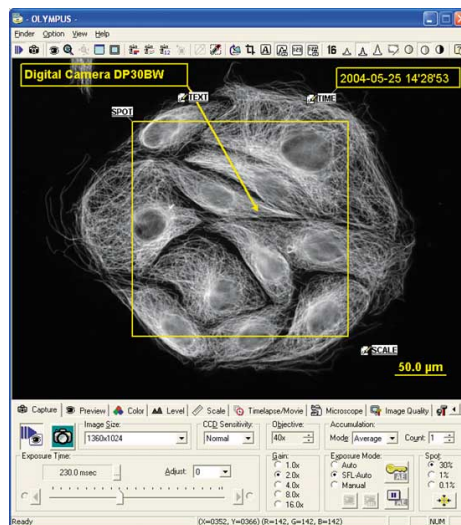 - OLYMPUS -
Finder Option View Help
16
Digital Camera DP30BW
2004-05-25 14'28'53
TEXT
TIME
SPOT
SCALE
50.0 µm
Capture Preview Color Level Scale Timelapse/Movie Microscope Image Quality
Image Size: CCD Sensitivity: Objective: Accumulation:
1360x1024 Normal 40x Mode Average Count: 1
Exposure Time: Gain: Exposure Mode: Spot:
230.0 msec Adjust: 0
1.0x Auto 30%
2.0x SFL-Auto 1%
4.0x Manual 0.1%
8.0x
16.0x
Ready (X=0352, Y=0366) (R=142, G=142, B=142) NUM